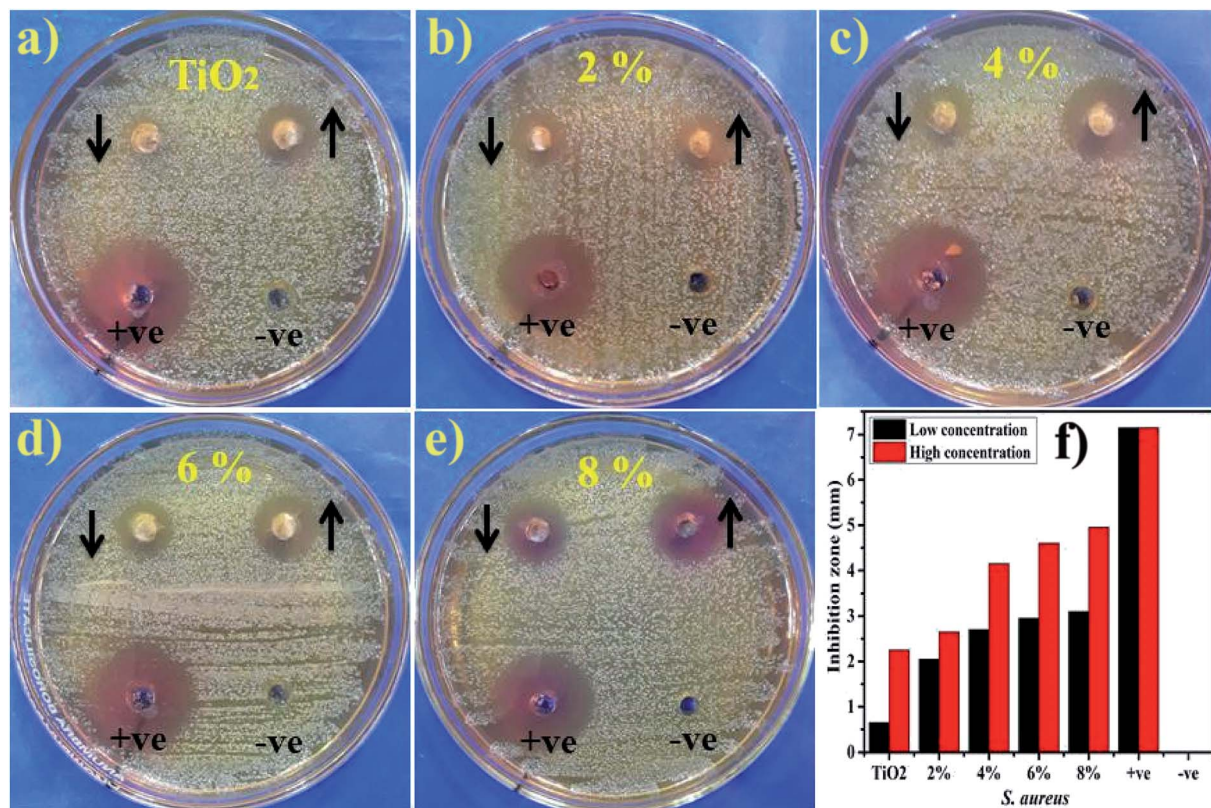 a)
TiO2
+ve
-ve
b)
2 %
+ve
-ve
c)
4 %
+ve
-ve
d)
6 %
+ve
-ve
e)
8 %
+ve
-ve
f)
Low concentration
High concentration
Inhibition zone (mm)
7
6
5
4
3
2
1
0
TiO2 2% 4% 6% 8% +ve -ve
S. aureus